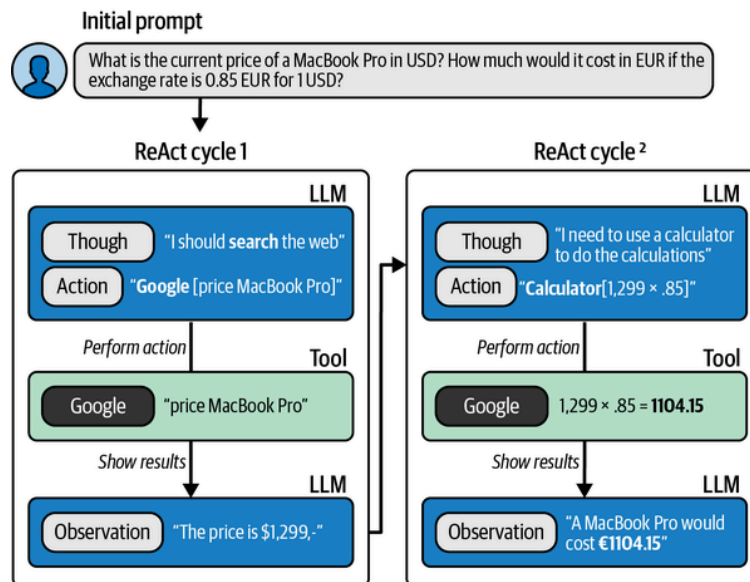 Initial prompt
What is the current price of a MacBook Pro in USD? How much would it cost in EUR if the
exchange rate is 0.85 EUR for 1 USD?
ReAct cycle 1
LLM
Though
"I should search the web"
Action
"Google [price MacBook Pro]"
Perform action
Tool
Google
"price MacBook Pro"
Show results
LLM
Observation
"The price is $1,299,-"
ReAct cycle ²
LLM
Though
"I need to use a calculator
to do the calculations"
Action
"Calculator[1,299 × .85]"
Perform action
Tool
Google
1,299 × .85 = 1104.15
Show results
LLM
Observation
"A MacBook Pro would
cost €1104.15"